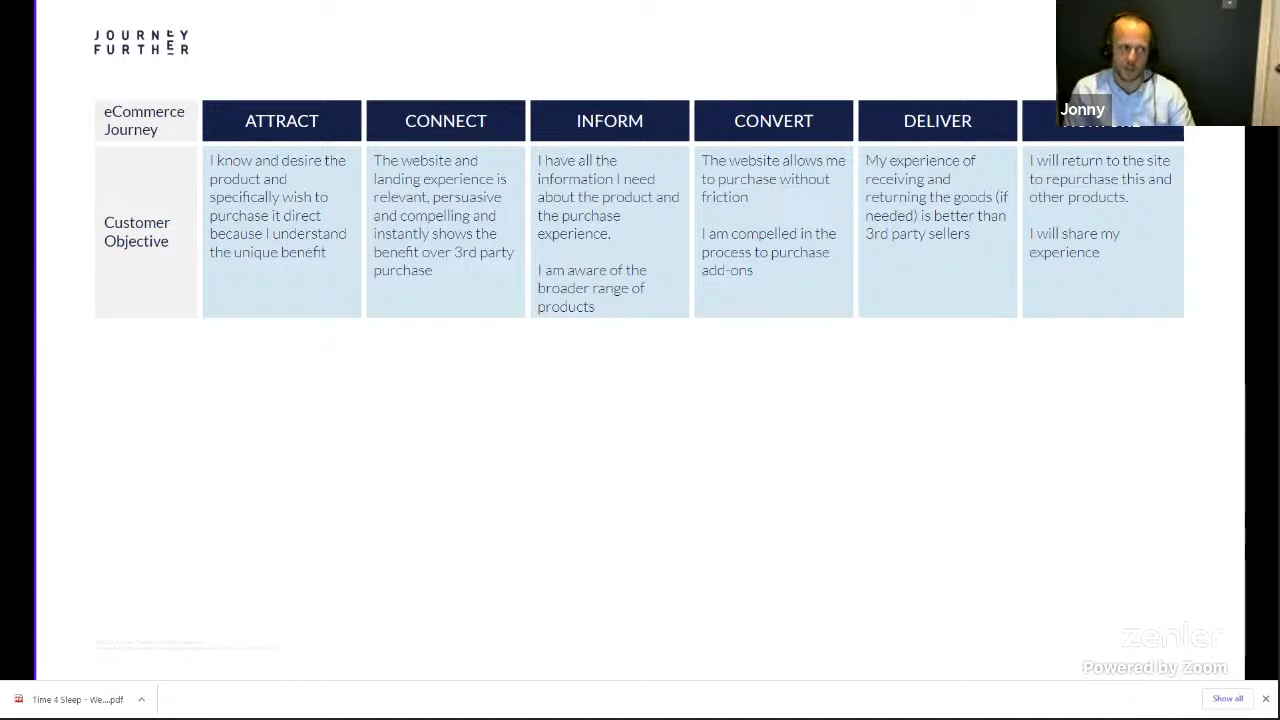 JOURNEY
FURTHER
Jonny
eCommerce
Journey
ATTRACT
CONNECT
INFORM
CONVERT
DELIVER
Customer
Objective
I know and desire the
product and
specifically wish to
purchase it direct
because I understand
the unique benefit
The website and
landing experience is
relevant, persuasive
and compelling and
instantly shows the
benefit over 3rd party
purchase
I have all the
information I need
about the product and
the purchase
experience.
I am aware of the
broader range of
products
The website allows me
to purchase without
friction
I am compelled in the
process to purchase
add-ons
My experience of
receiving and
returning the goods (if
needed) is better than
3rd party sellers
I will return to the site
to repurchase this and
other products.
I will share my
experience
zenler
Powered by Zoom
Time 4 Sleep - We....pdf
Show all